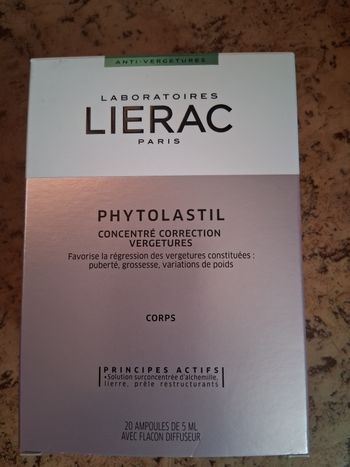 ANTI-VERGETURES
LABORATOIRES
LIERAC
PARIS
PHYTOLASTIL
CONCENTRÉ CORRECTION
VERGETURES
Favorise la régression des vergetures constituées :
puberté, grossesse, variations de poids
CORPS
PRINCIPES ACTIFS
•Solution surconcentrée d'alchemille,
lierre, prêle restructurants
20 AMPOULES DE 5 ML
AVEC FLACON DIFFUSEUR